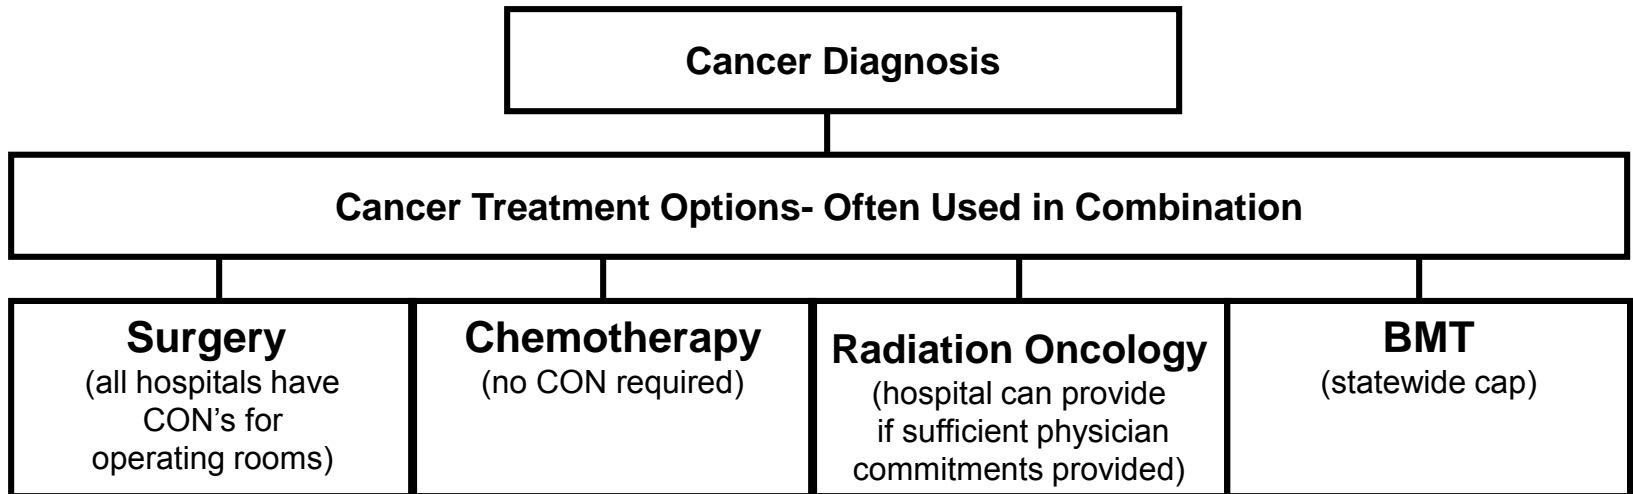 Cancer Diagnosis
Cancer Treatment Options- Often Used in Combination
Surgery
(all hospitals have
CON’s for
operating rooms)
Chemotherapy
(no CON required)
Radiation Oncology
(hospital can provide
if sufficient physician
commitments provided)
BMT
(statewide cap)